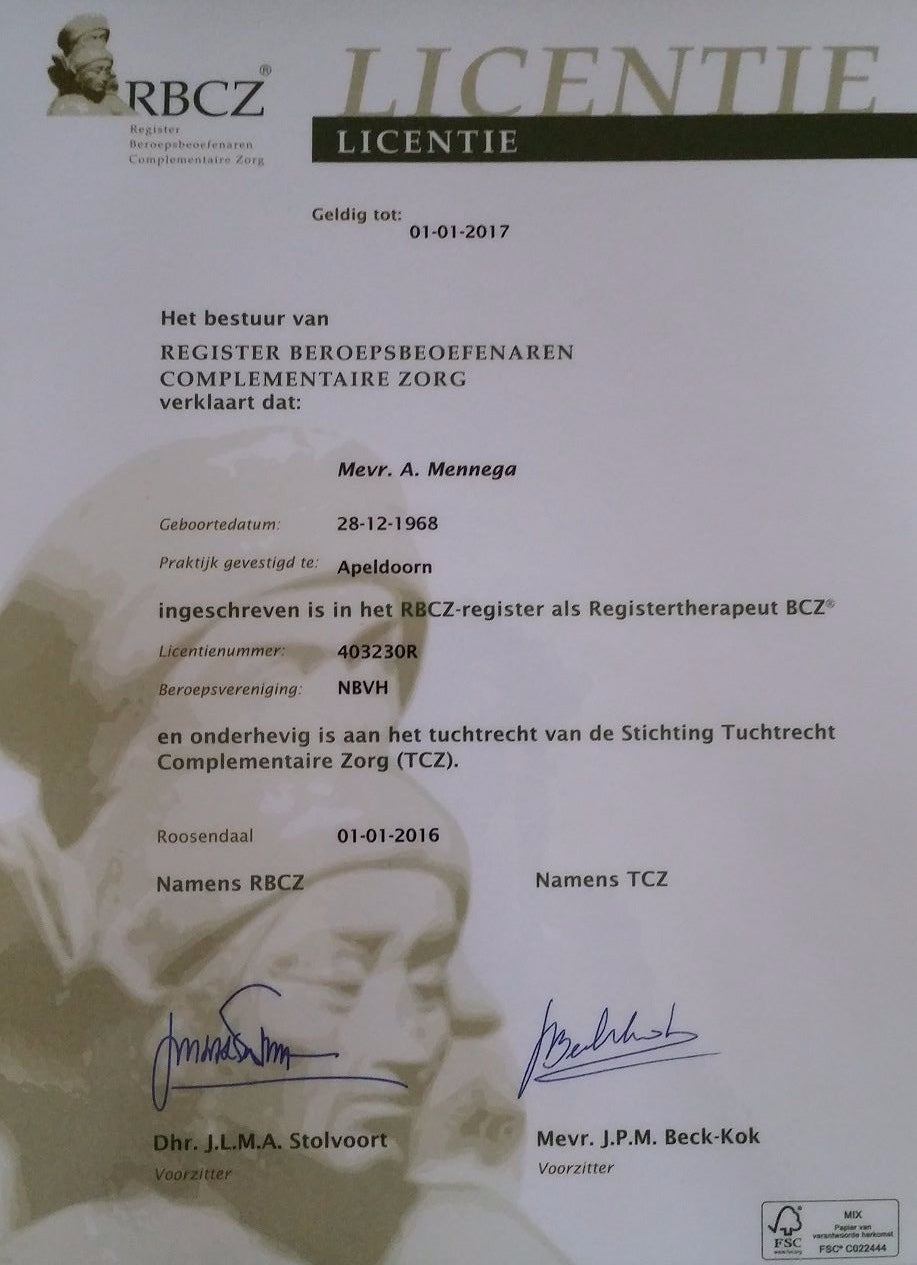 RBCZ®
Register
Beroepsbeoefenaren
Complementaire Zorg
LICENTIE
LICENTIE
Geldig tot:
01-01-2017
Het bestuur van
REGISTER BEROEPSBEOEFENAREN
COMPLEMENTAIRE ZORG
verklaart dat:
Mevr. A. Mennega
Geboortedatum: 28-12-1968
Praktijk gevestigd te: Apeldoorn
ingeschreven is in het RBCZ-register als Registertherapeut BCZ®
Licentienummer: 403230R
Beroepsvereniging: NBVH
en onderhevig is aan het tuchtrecht van de Stichting Tuchtrecht
Complementaire Zorg (TCZ).
Roosendaal 01-01-2016
Namens RBCZ Namens TCZ
Dhr. J.L.M.A. Stolvoort Mevr. J.P.M. Beck-Kok
Voorzitter Voorzitter
FSC
www.fsc.org
MIX
Papier van
verantwoorde herkomst
FSC® C022444